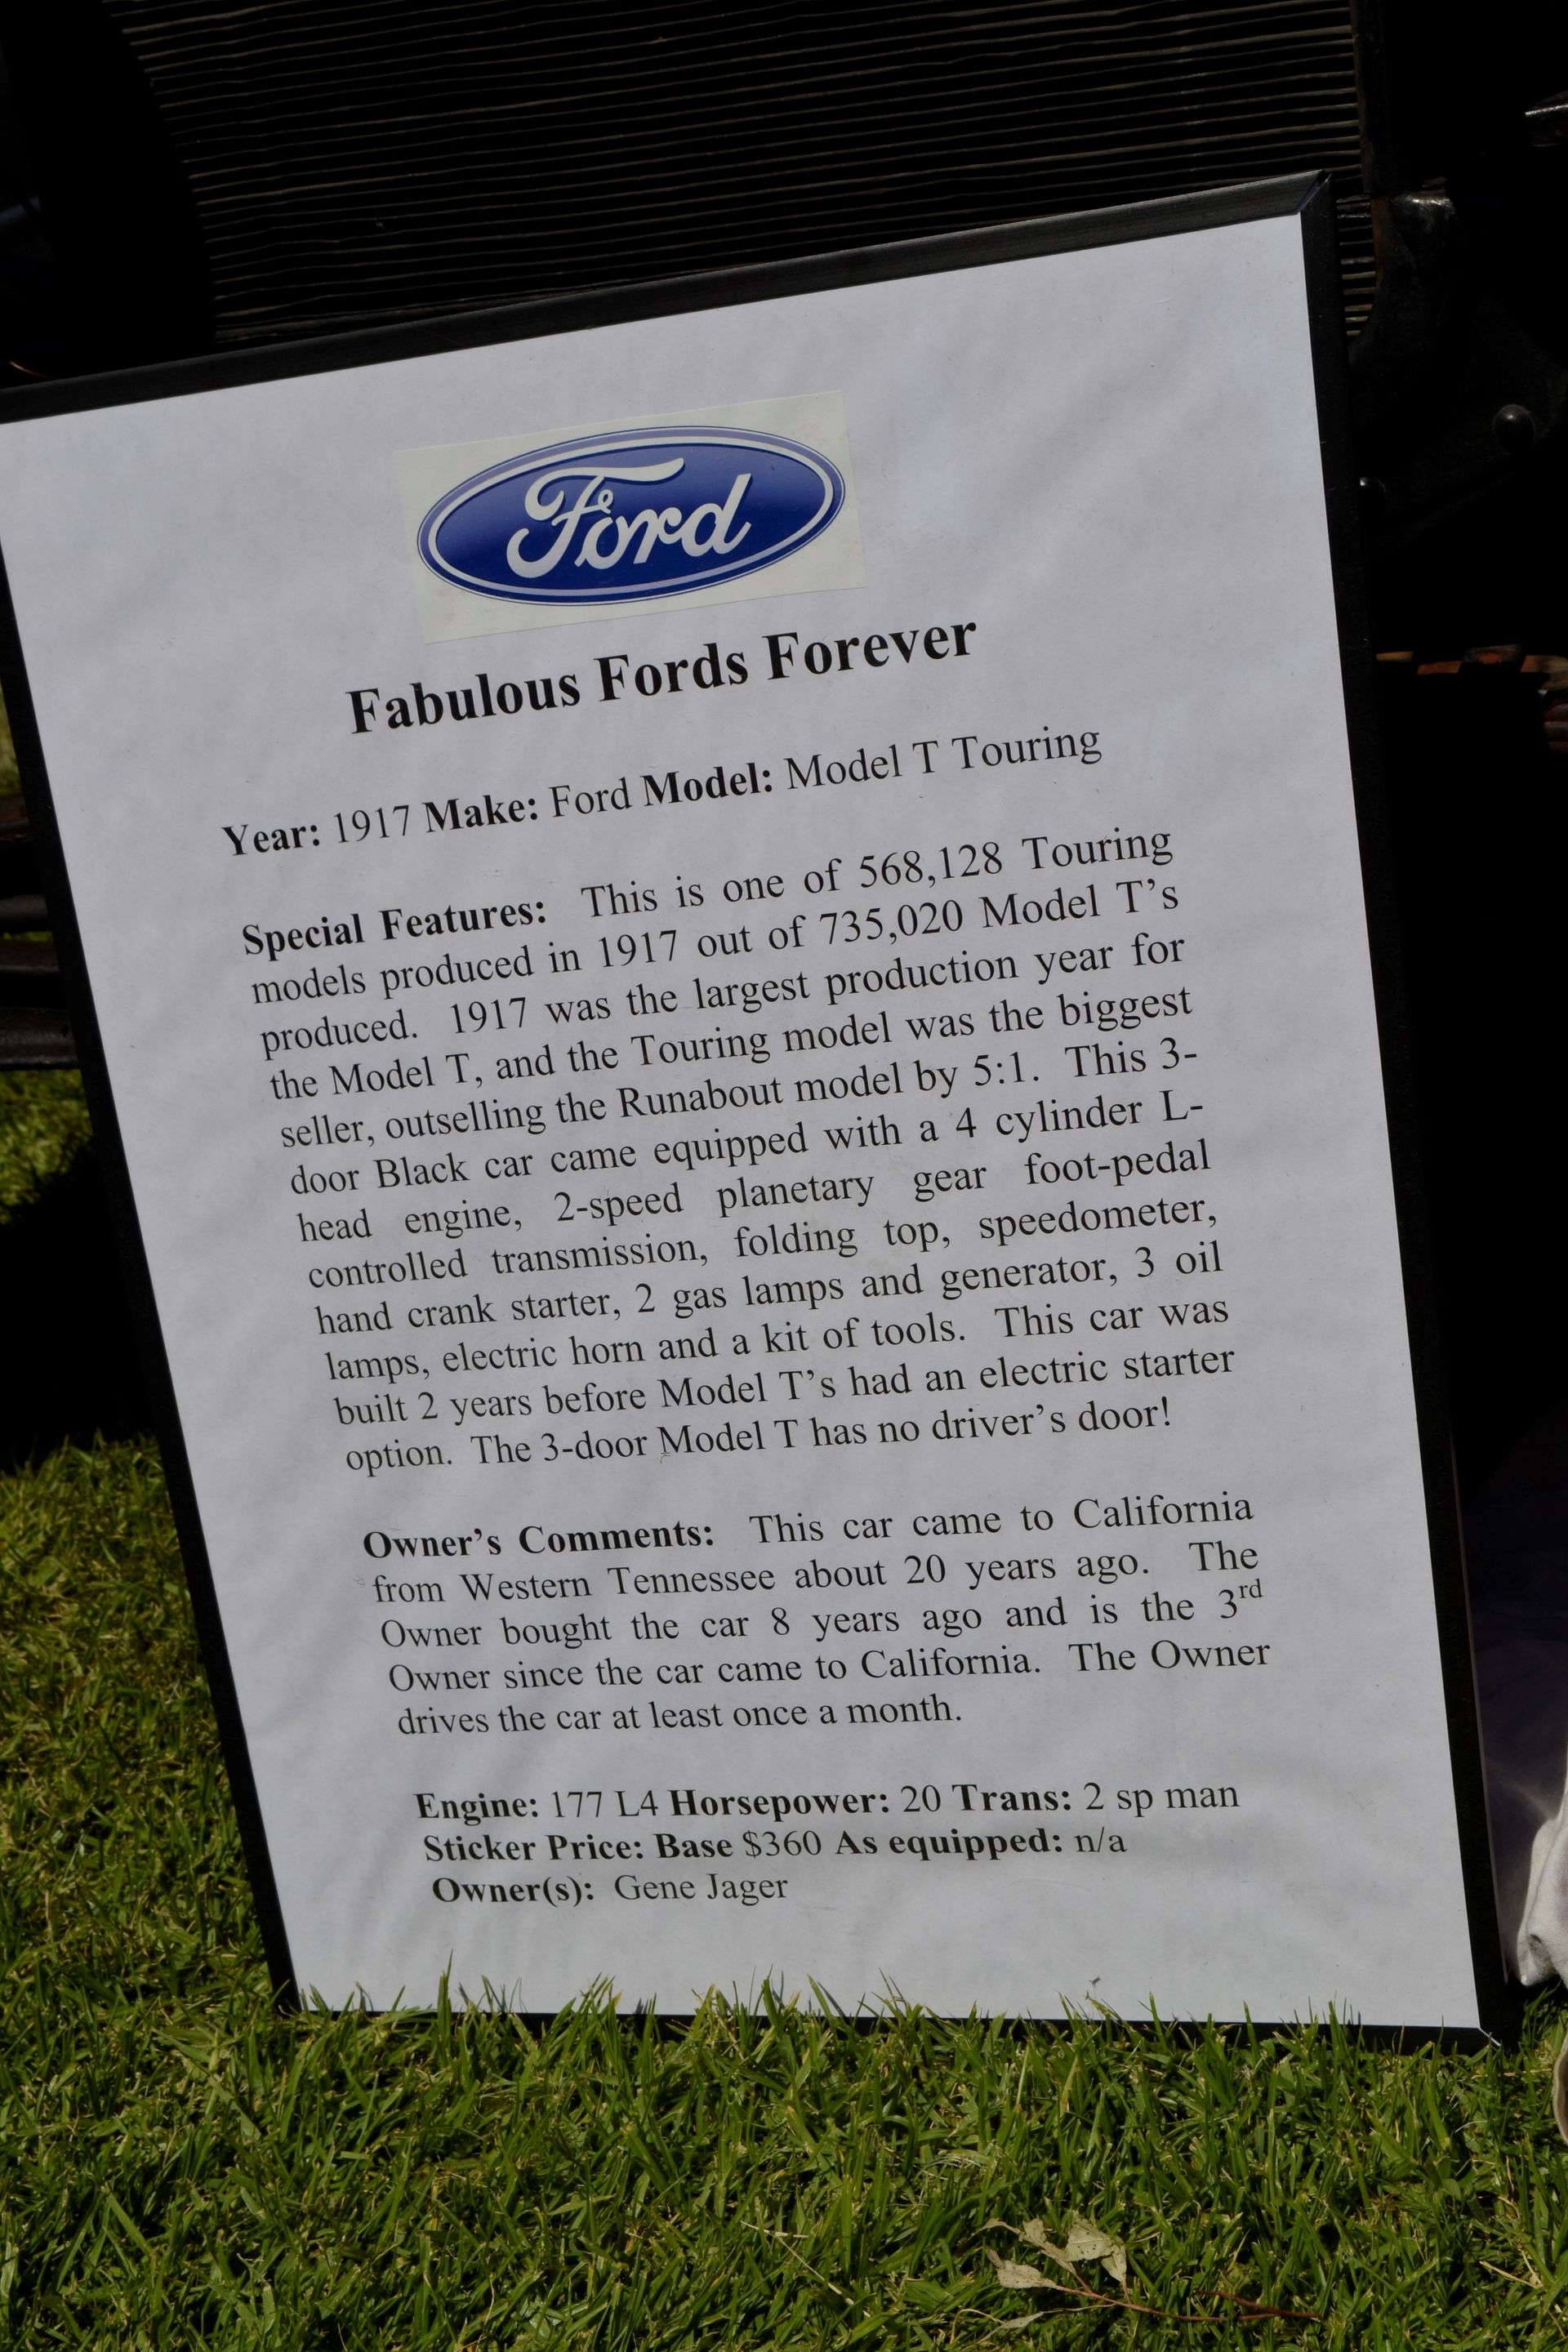 Ford
Fabulous Fords Forever
Year: 1917 Make: Ford Model: Model T Touring
Special Features: This is one of 568,128 Touring
models produced in 1917 out of 735,020 Model T's
produced. 1917 was the largest production year for
the Model T, and the Touring model was the biggest
seller, outselling the Runabout model by 5:1. This 3-
door Black car came equipped with a 4 cylinder L-
head engine, 2-speed planetary gear foot-pedal
controlled transmission, folding top, speedometer,
hand crank starter, 2 gas lamps and generator, 3 oil
lamps, electric horn and a kit of tools. This car was
built 2 years before Model T's had an electric starter
option. The 3-door Model T has no driver's door!
Owner's Comments: This car came to California
from Western Tennessee about 20 years ago. The
Owner bought the car 8 years ago and is the 3rd
Owner since the car came to California. The Owner
drives the car at least once a month.
Engine: 177 L4 Horsepower: 20 Trans: 2 sp man
Sticker Price: Base $360 As equipped: n/a
Owner(s): Gene Jager